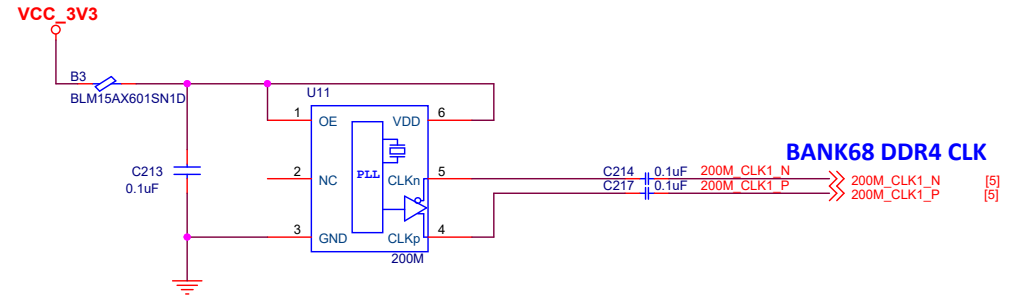 VCC_3V3
B3
BLM15AX601SN1D
U11
1 OE VDD 6
C213
0.1uF
2 NC PLL CLKn 5
3 GND CLKp 4
200M
BANK68 DDR4 CLK
C214 0.1uF 200M_CLK1_N 200M_CLK1_N [5]
C217 0.1uF 200M_CLK1_P 200M_CLK1_P [5]